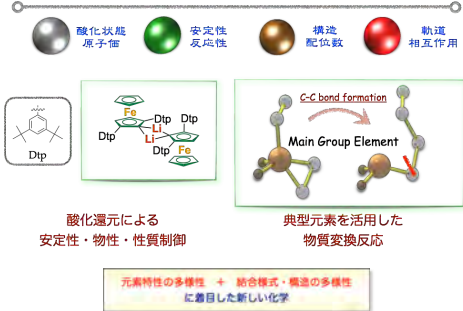 酸化状態
原子価
安定性
反応性
構造
配位数
軌道
相互作用
Dtp
Fe
Dtp
Li
Dtp
Dtp
Li
Dtp
Fe
C-C bond formation
Main Group Element
酸化還元による
安定性・物性・性質制御
典型元素を活用した
物質変換反応
元素特性の多様性 + 結合様式・構造の多様性
に着目した新しい化学